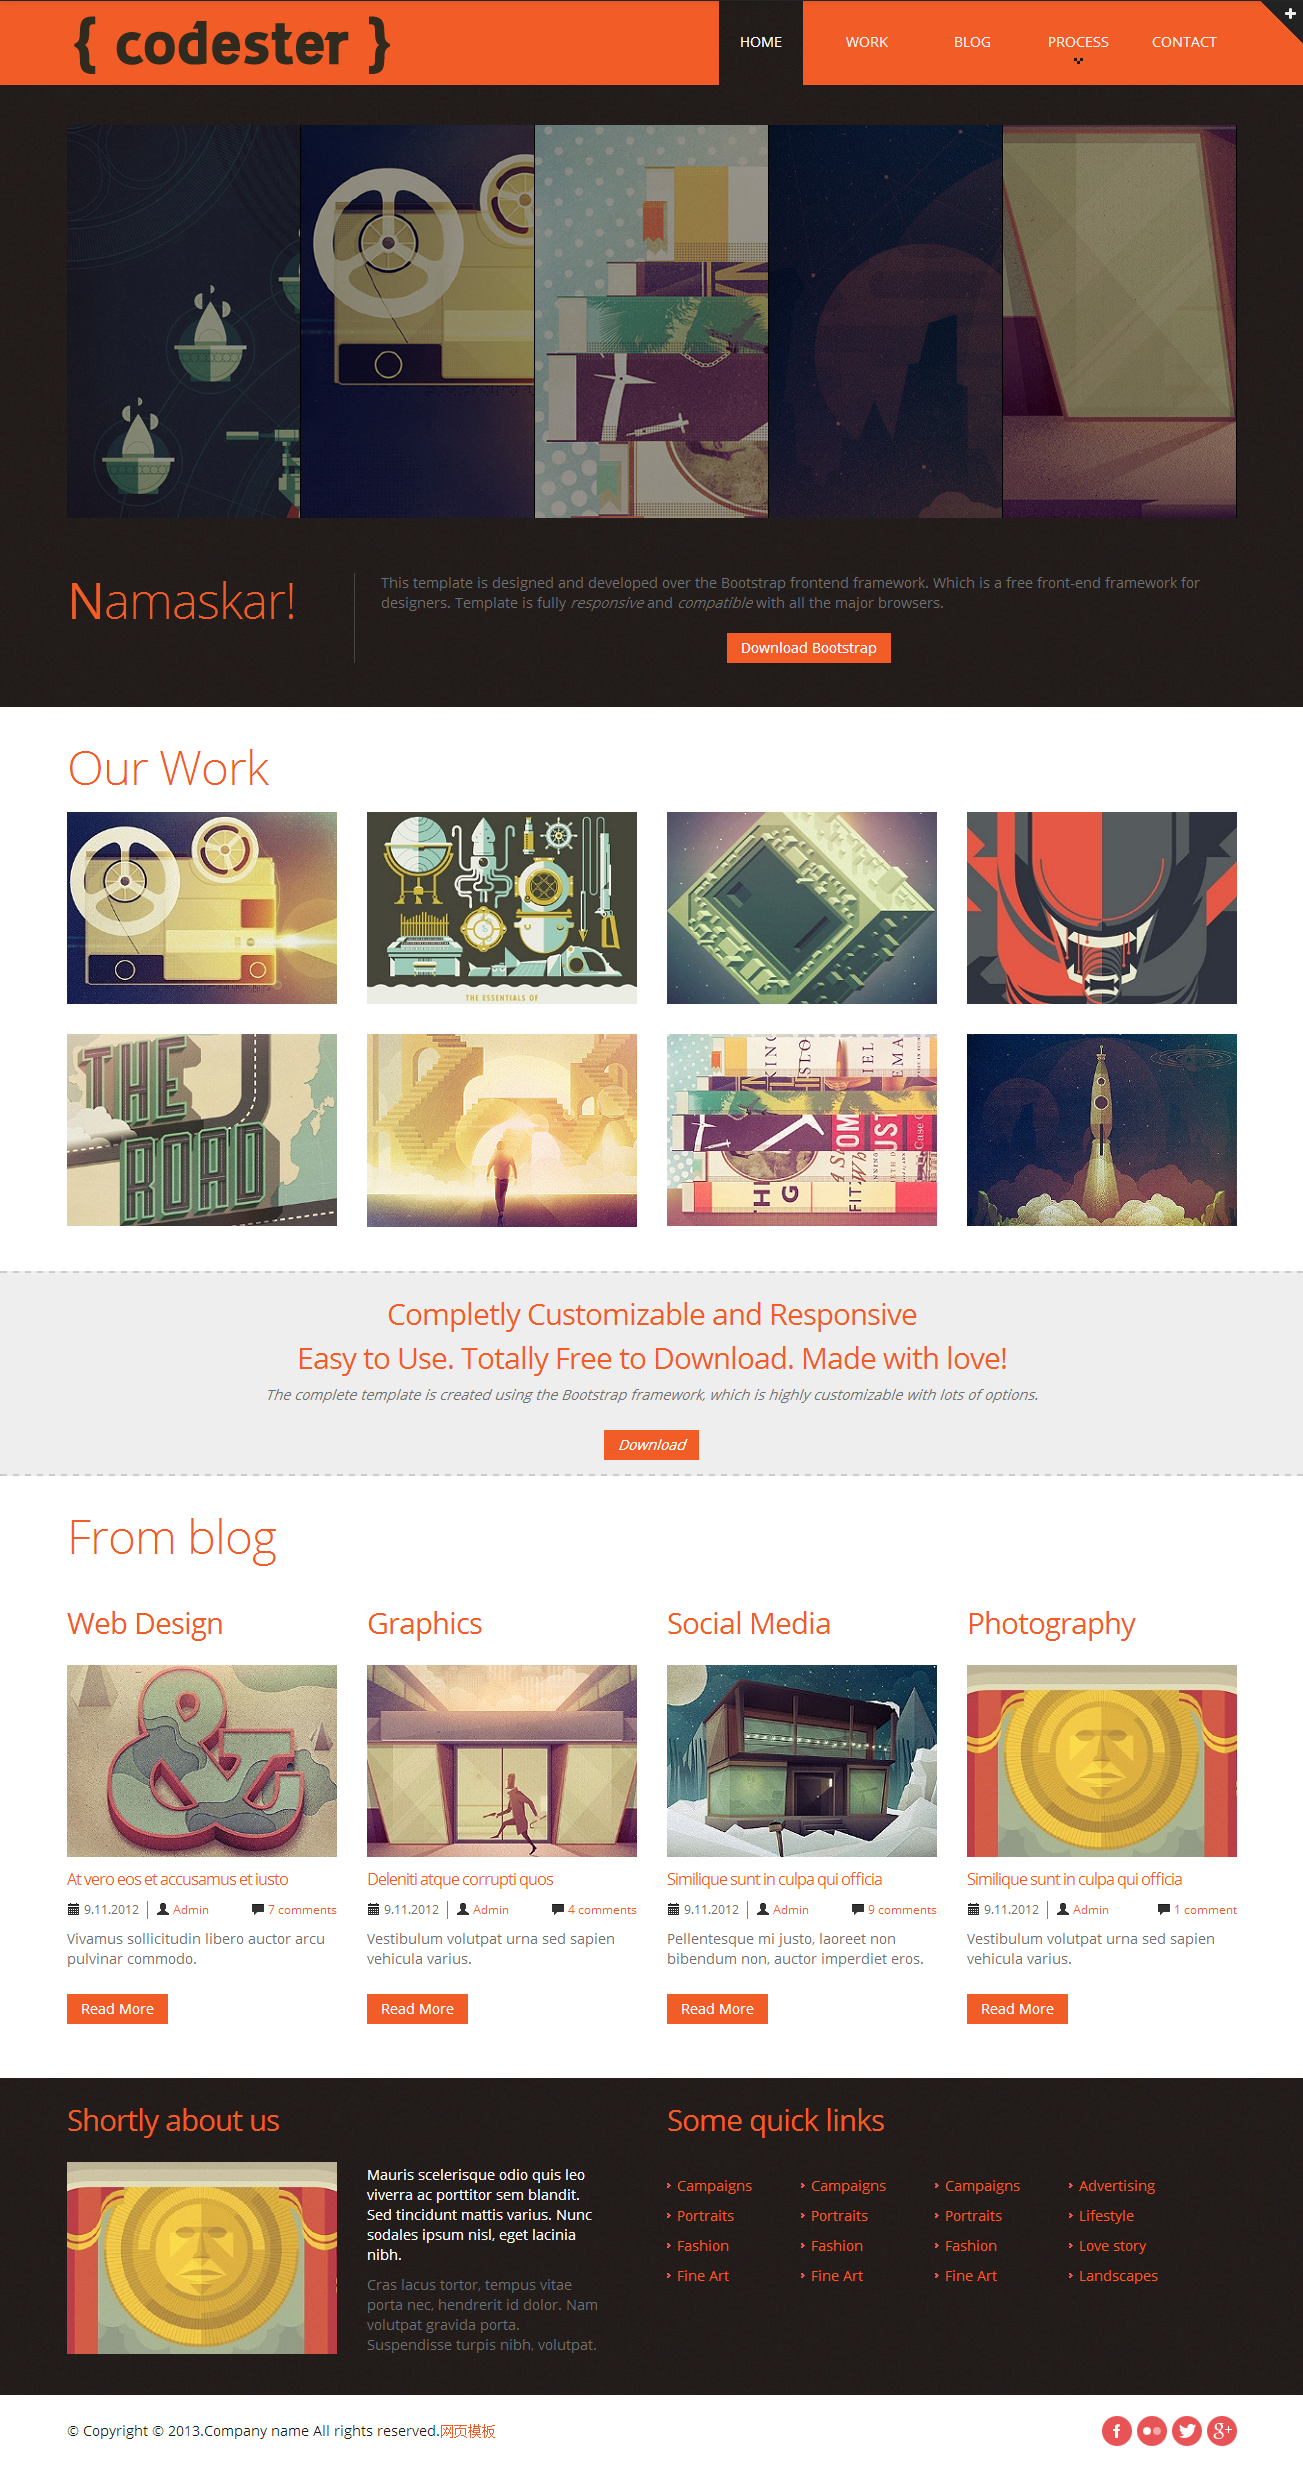 { codester }
HOME WORK BLOG PROCESS CONTACT
Namaskar!
This template is designed and developed over the Bootstrap frontend framework. Which is a free front-end framework for
designers. Template is fully responsive and compatible with all the major browsers.
Download Bootstrap
Our Work
THE ESSENTIALS OF
THE
ROAD
Completly Customizable and Responsive
Easy to Use. Totally Free to Download. Made with love!
The complete template is created using the Bootstrap framework, which is highly customizable with lots of options.
Download
From blog
Web Design
Graphics
Social Media
Photography
&
At vero eos et accusamus et iusto
9.11.2012 Admin 7 comments
Vivamus sollicitudin libero auctor arcu
pulvinar commodo.
Read More
Deleniti atque corrupti quos
9.11.2012 Admin 4 comments
Vestibulum volutpat urna sed sapien
vehicula varius.
Read More
Similique sunt in culpa qui officia
9.11.2012 Admin 9 comments
Pellentesque mi justo, laoreet non
bibendum non, auctor imperdiet eros.
Read More
Similique sunt in culpa qui officia
9.11.2012 Admin 1 comment
Vestibulum volutpat urna sed sapien
vehicula varius.
Read More
Shortly about us
Mauris scelerisque odio quis leo
viverra ac porttitor sem blandit.
Sed tincidunt mattis varius. Nunc
sodales ipsum nisl, eget lacinia
nibh.
Cras lacus tortor, tempus vitae
porta nec, hendrerit id dolor. Nam
volutpat gravida porta.
Suspendisse turpis nibh, volutpat.
Some quick links
Campaigns Campaigns Campaigns Advertising
Portraits Portraits Portraits Lifestyle
Fashion Fashion Fashion Love story
Fine Art Fine Art Fine Art Landscapes
© Copyright © 2013.Company name All rights reserved.网页模板